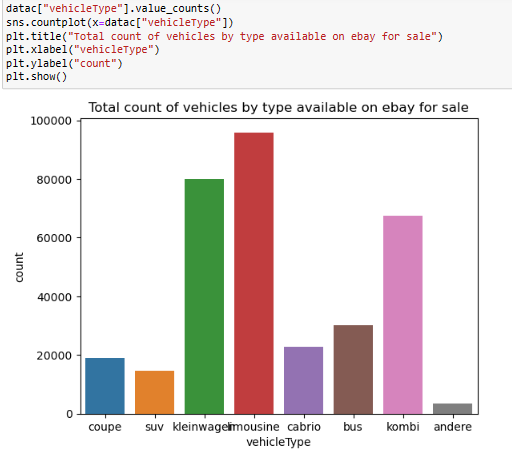 datac["vehicleType"].value_counts()
sns.countplot(x=datac["vehicleType"])
plt.title("Total count of vehicles by type available on ebay for sale")
plt.xlabel("vehicleType")
plt.ylabel("count")
plt.show()
Total count of vehicles by type available on ebay for sale
100000
80000
60000
40000
20000
0
count
coupe suv kleinwagen limousine cabrio bus kombi andere
vehicleType